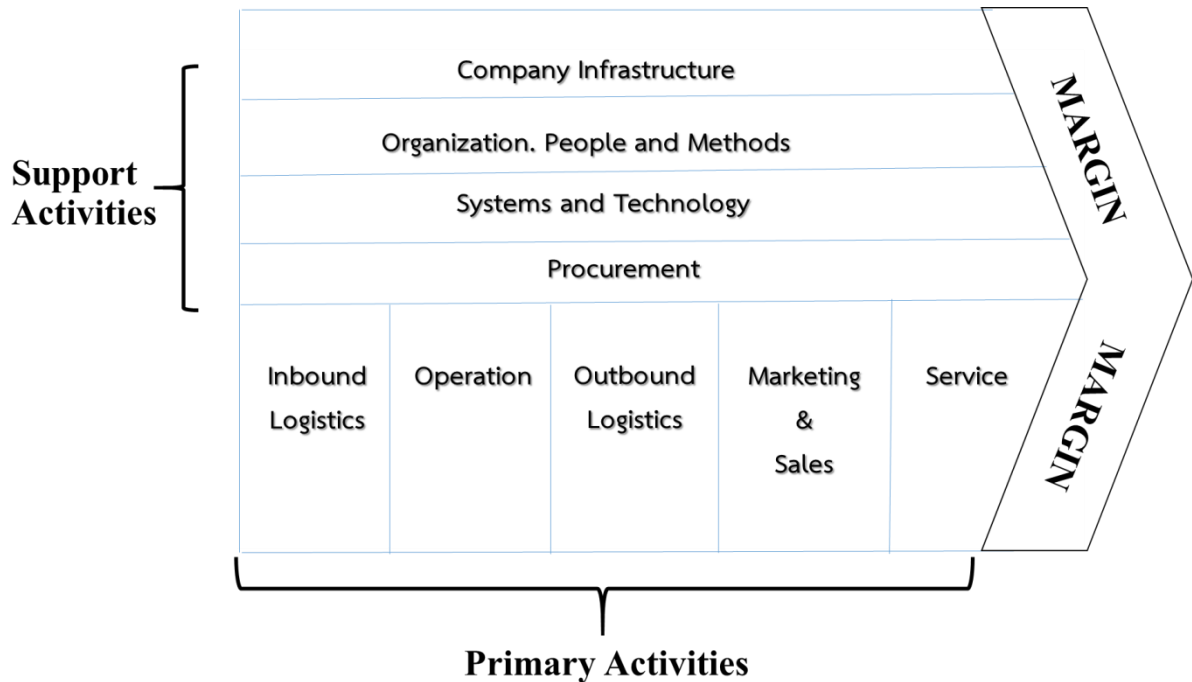 Company Infrastructure
Organization. People and Methods
Support
Activities
Systems and Technology
Procurement
MARGIN
Inbound
Logistics
Operation
Outbound
Logistics
Marketing
&
Sales
Service
MARGIN
Primary Activities